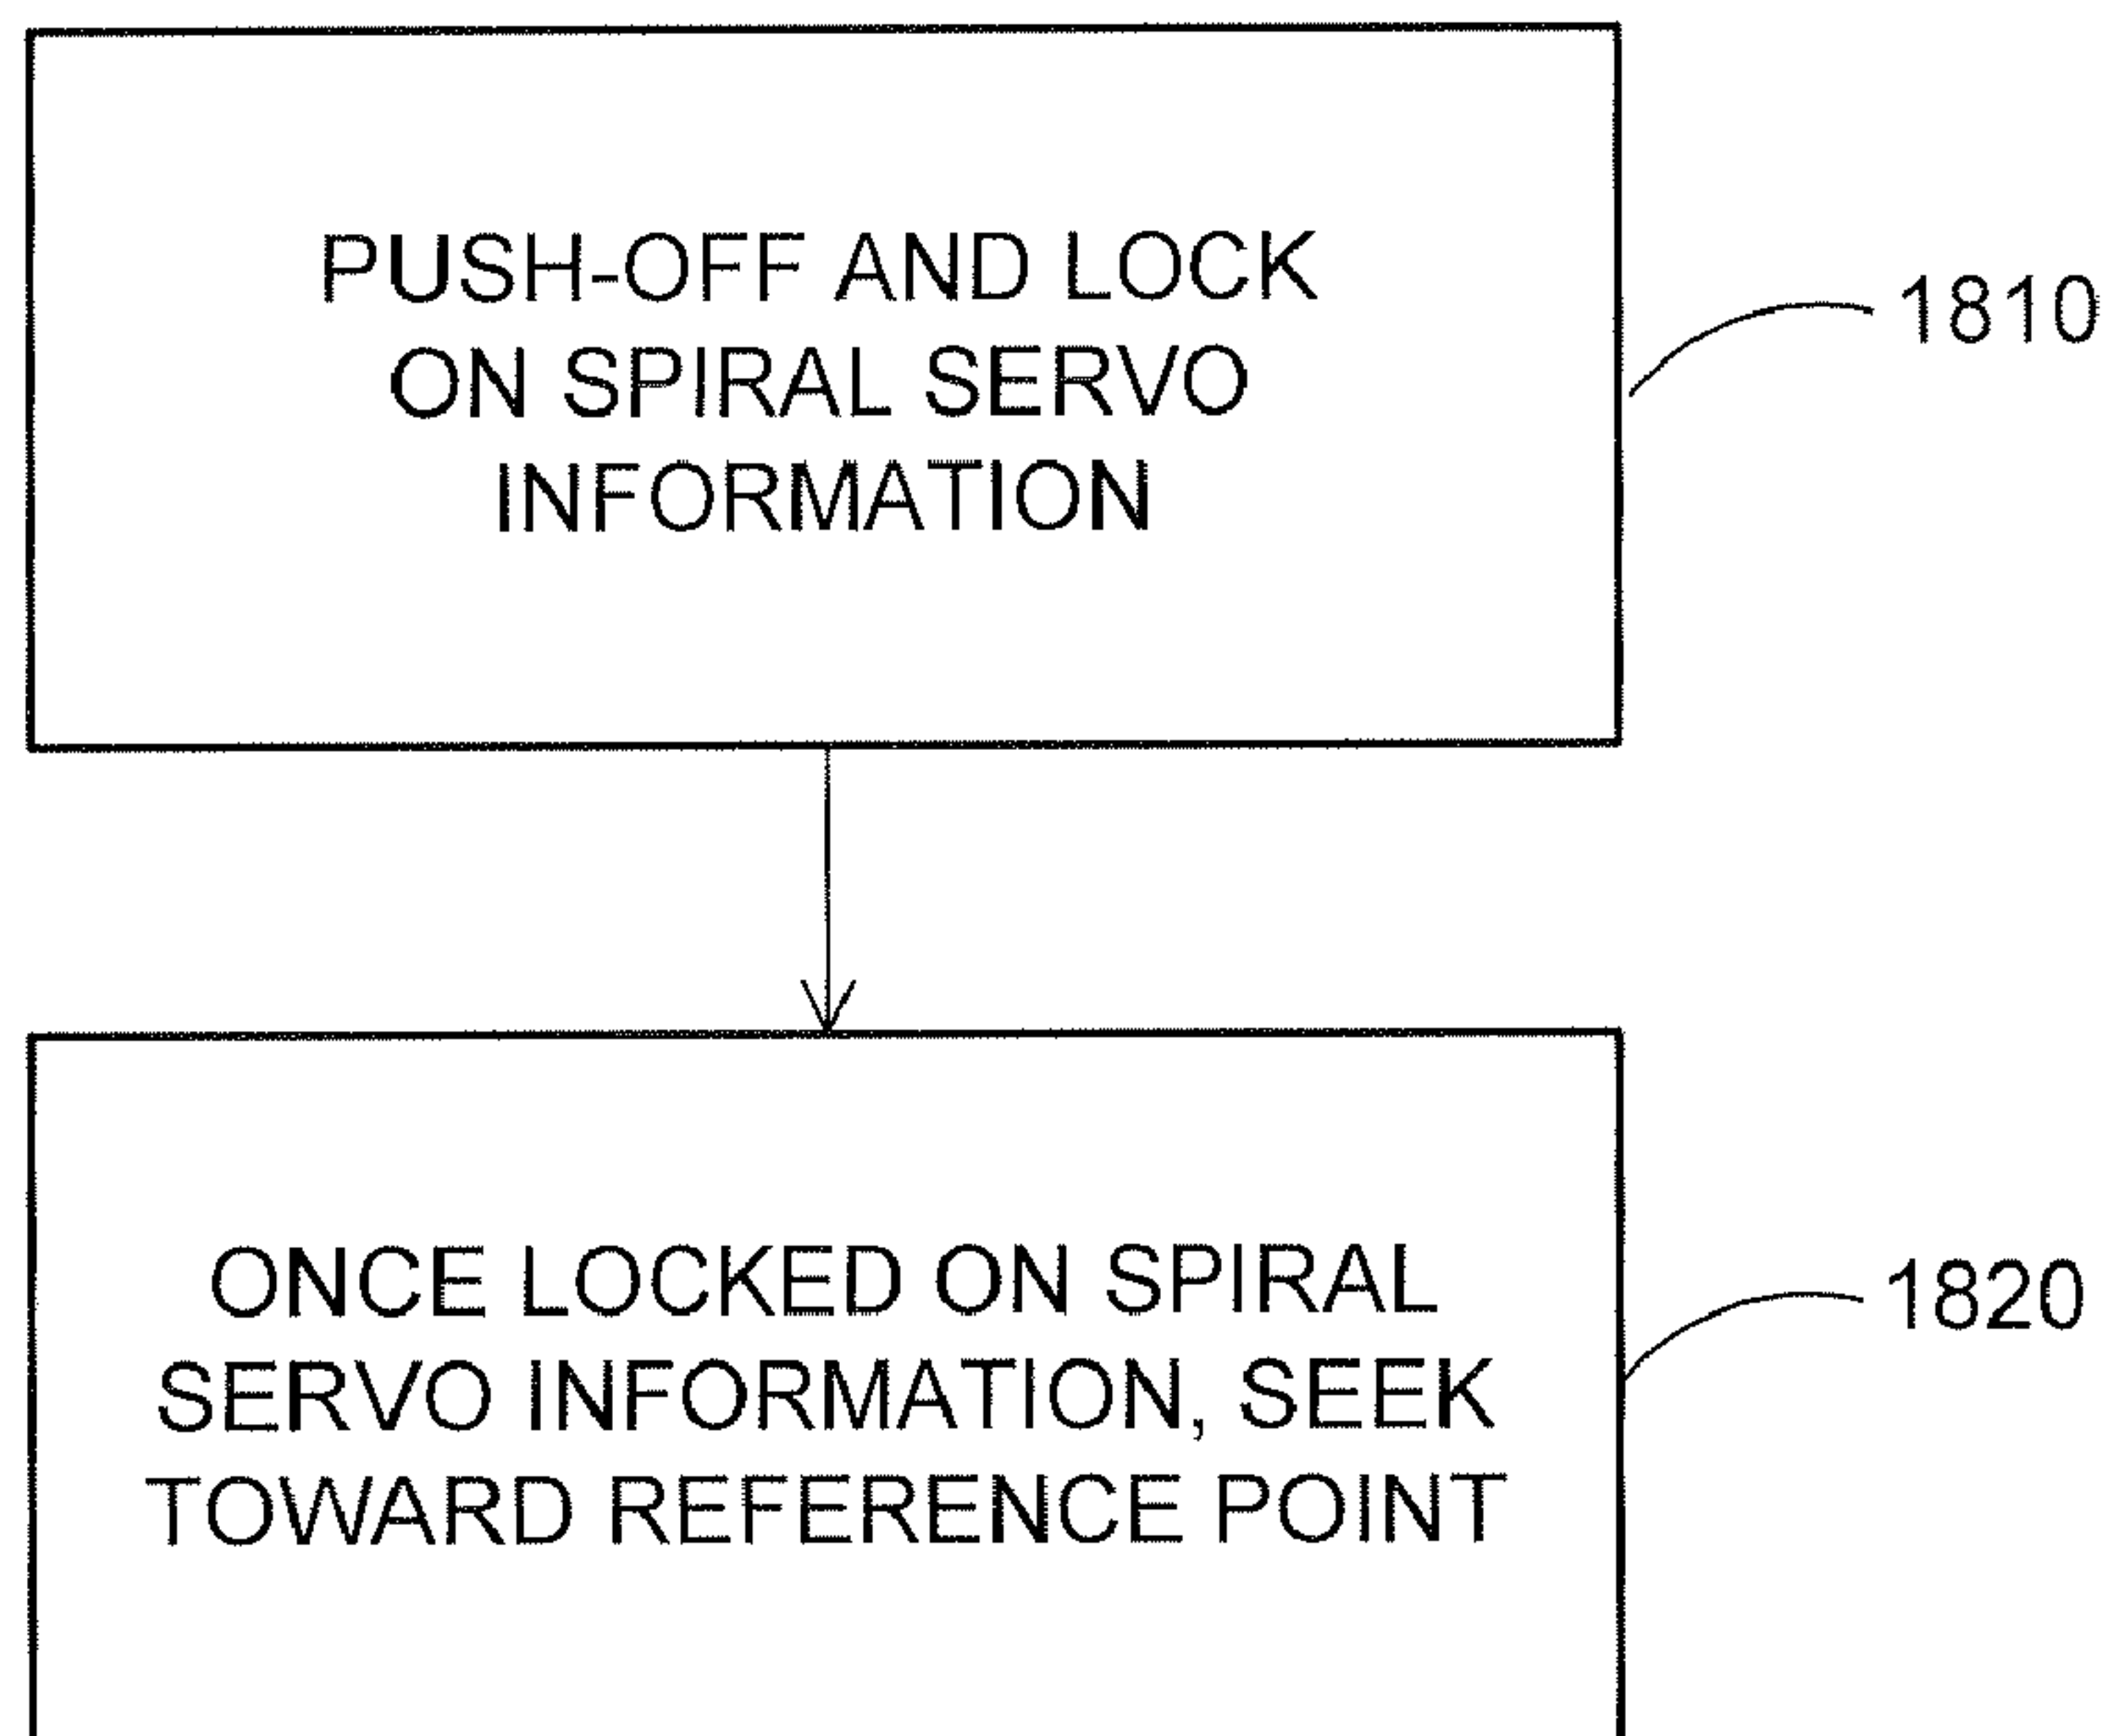 PUSH-OFF AND LOCK
ON SPIRAL SERVO
INFORMATION
1810
ONCE LOCKED ON SPIRAL
SERVO INFORMATION, SEEK
TOWARD REFERENCE POINT
1820